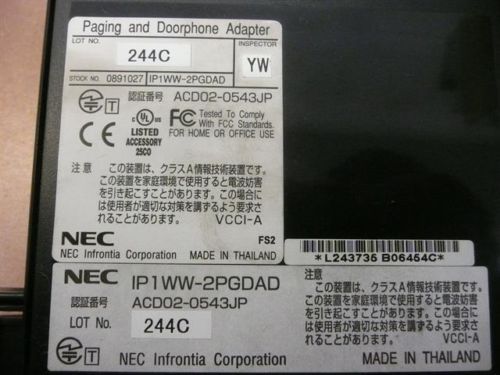 Paging and Doorphone Adapter
LOT NO. 244C INSPECTOR YW
STOCK NO. 0891027 IP1WW-2PGDAD
T 認証番号 ACD02-0543JP
CE C UL US LISTED ACCESSORY 25CO FC Tested To Comply With FCC Standards. FOR HOME OR OFFICE USE
注意 この装置は、クラスA情報技術装置です。
この装置を家庭環境で使用すると電波妨害
を引き起こすことがあります。この場合に
は使用者が適切な対策を講ずるよう要求さ
れることがあります。 VCCI-A
NEC FS2
NEC Infrontia Corporation MADE IN THAILAND
*L243735 B06464C*
NEC IP1WW-2PGDAD
認証番号 ACD02-0543JP
LOT No. 244C
T NEC Infrontia Corporation
注意 この装置は、クラスA情報技術装置です。
この装置を家庭環境で使用すると電波妨害
を引き起こすことがあります。この場合に
は使用者が適切な対策を講ずるよう要求さ
れることがあります。 VCCI-A
MADE IN THAILAND